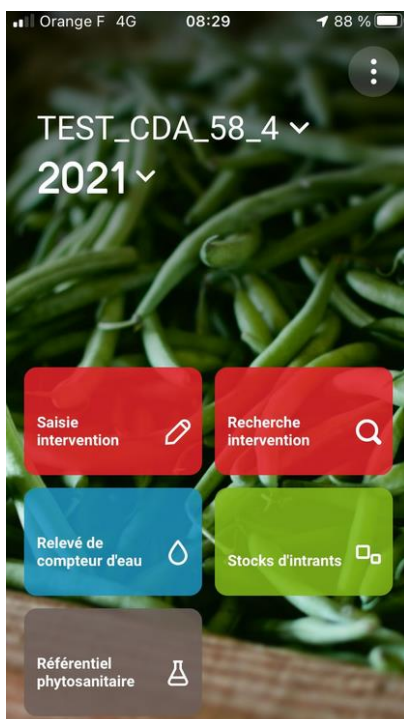 Orange F 4G 08:29 88 %
TEST_CDA_58_4
2021
Saisie
intervention
Recherche
intervention
Relevé de
compteur d'eau
Stocks d'intrants
Référentiel
phytosanitaire